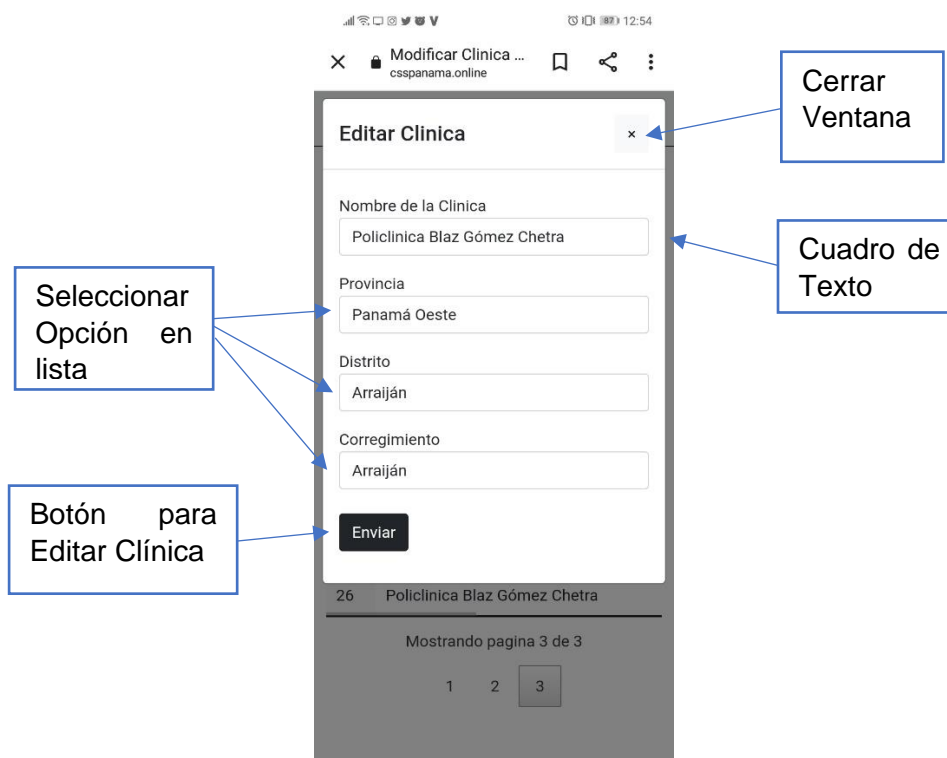 87 12:54
Modificar Clinica ...
csspanama.online
Cerrar
Ventana
Editar Clinica
×
Nombre de la Clinica
Policlinica Blaz Gómez Chetra
Cuadro de
Texto
Seleccionar
Opción en
lista
Provincia
Panamá Oeste
Distrito
Arraiján
Corregimiento
Arraiján
Botón para
Editar Clínica
Enviar
26 Policlinica Blaz Gómez Chetra
Mostrando pagina 3 de 3
1 2 3